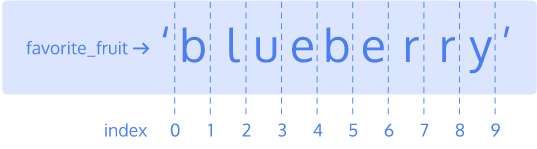 favorite_fruit → ‘blueberry’
index 0 1 2 3 4 5 6 7 8 9